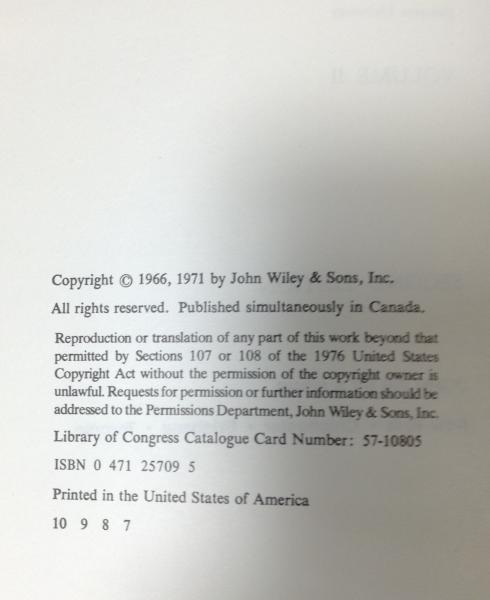 Copyright © 1966, 1971 by John Wiley & Sons, Inc.
All rights reserved. Published simultaneously in Canada.
Reproduction or translation of any part of this work beyond that
permitted by Sections 107 or 108 of the 1976 United States
Copyright Act without the permission of the copyright owner is
unlawful. Requests for permission or further information should be
addressed to the Permissions Department, John Wiley & Sons, Inc.
Library of Congress Catalogue Card Number: 57-10805
ISBN 0 471 25709 5
Printed in the United States of America
10 9 8 7